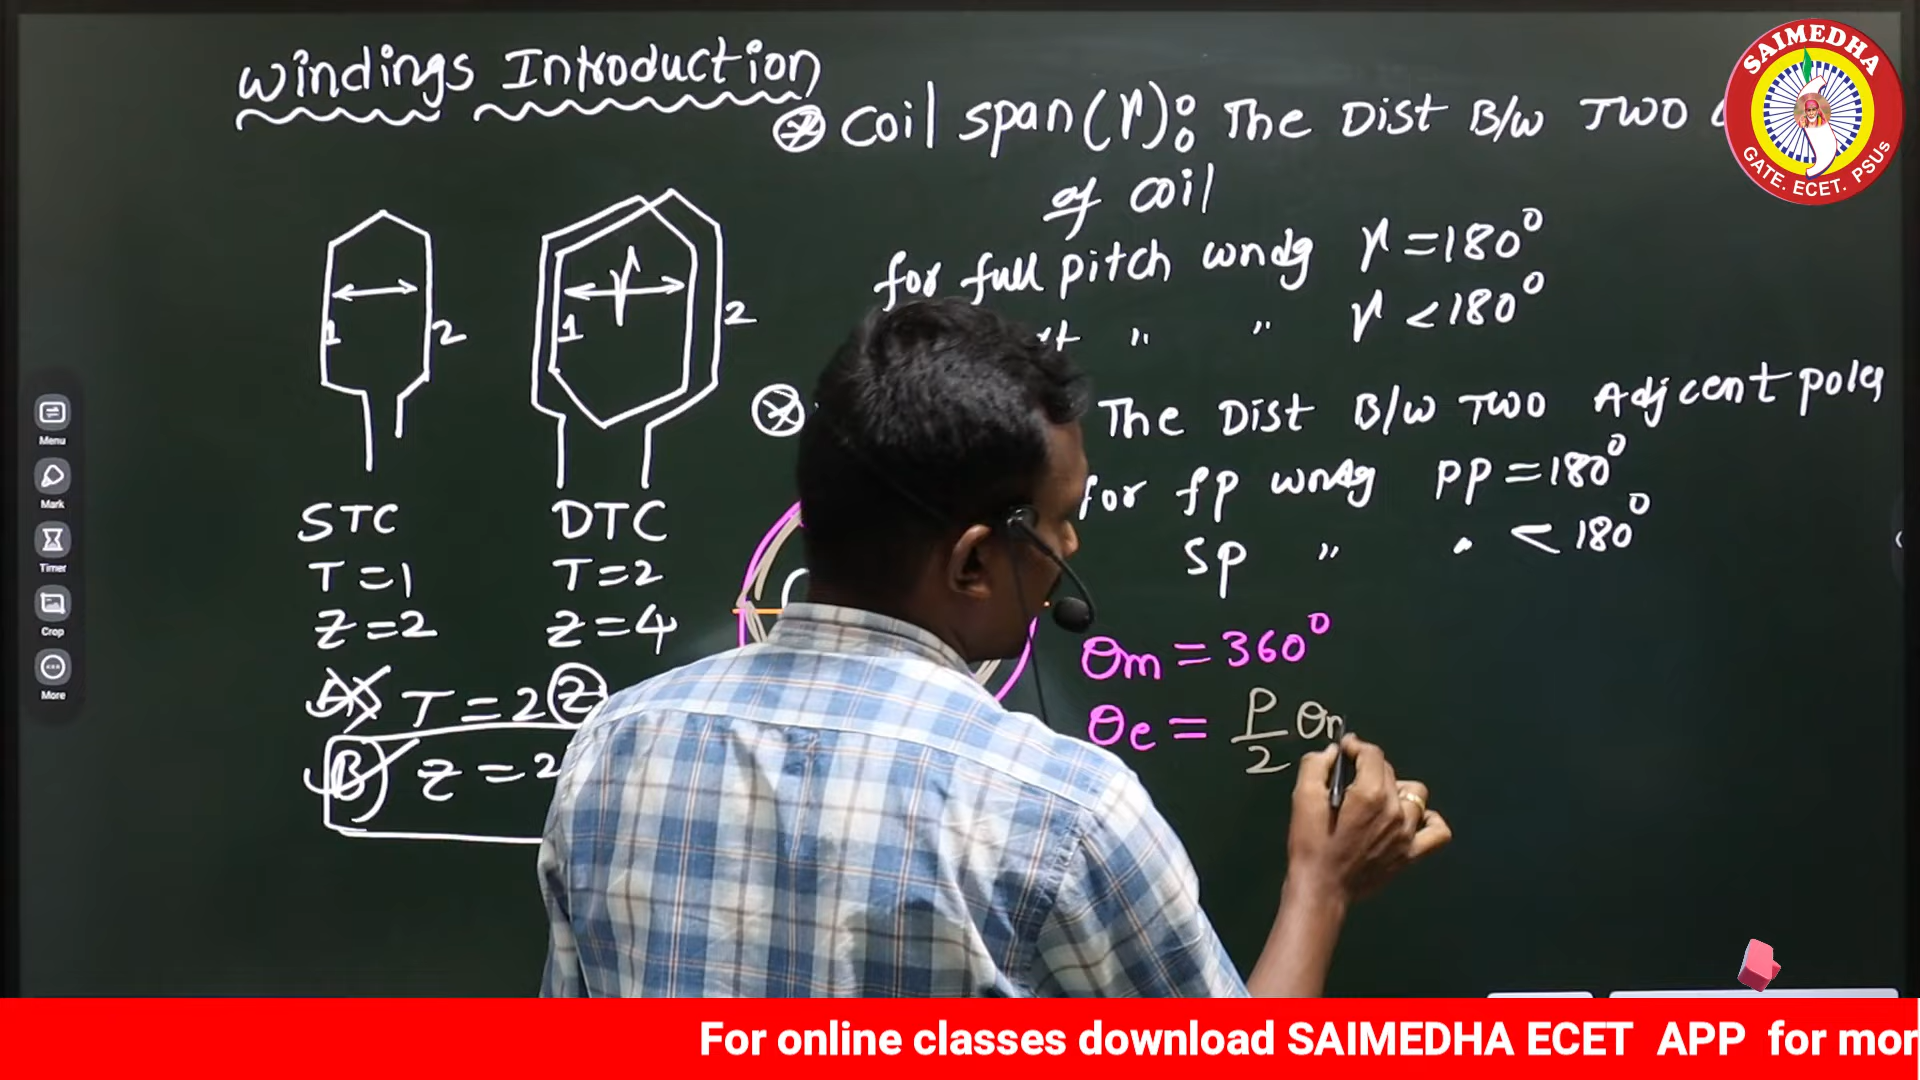 Windings Introduction
Coil span(γ): The Dist B/w TWO
of coil
for full pitch wndg γ = 180°
" " γ < 180°
The Dist B/w TWO Adjcent poles
for fp wndg PP = 180°
SP " " < 180°
1 2
γ
1 2
STC DTC
T = 1 T = 2
Z = 2 Z = 4
A) T = 2Z
B) Z = 2
θm = 360°
θe = P/2 θm
SAIMEDHA
GATE. ECET. PSUs
Menu
Mark
Timer
Crop
More
For online classes download SAIMEDHA ECET APP for mor